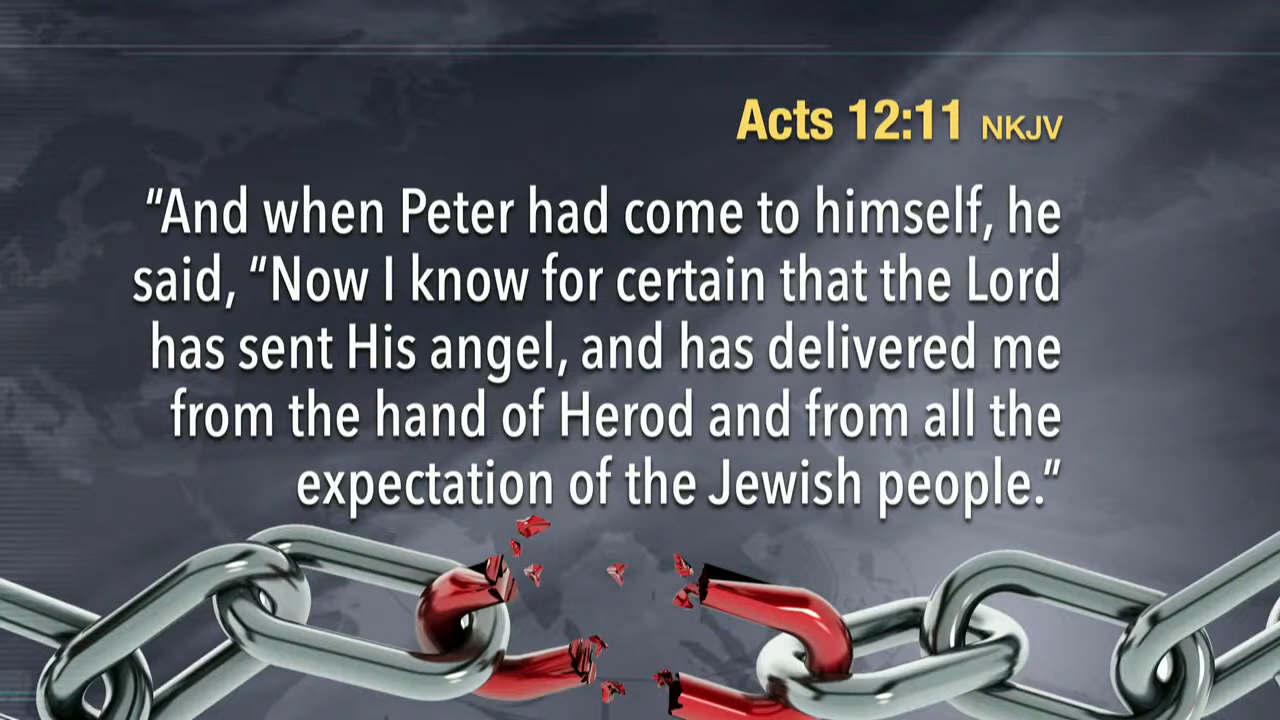 Acts 12:11 NKJV
“And when Peter had come to himself, he
said, “Now I know for certain that the Lord
has sent His angel, and has delivered me
from the hand of Herod and from all the
expectation of the Jewish people.”